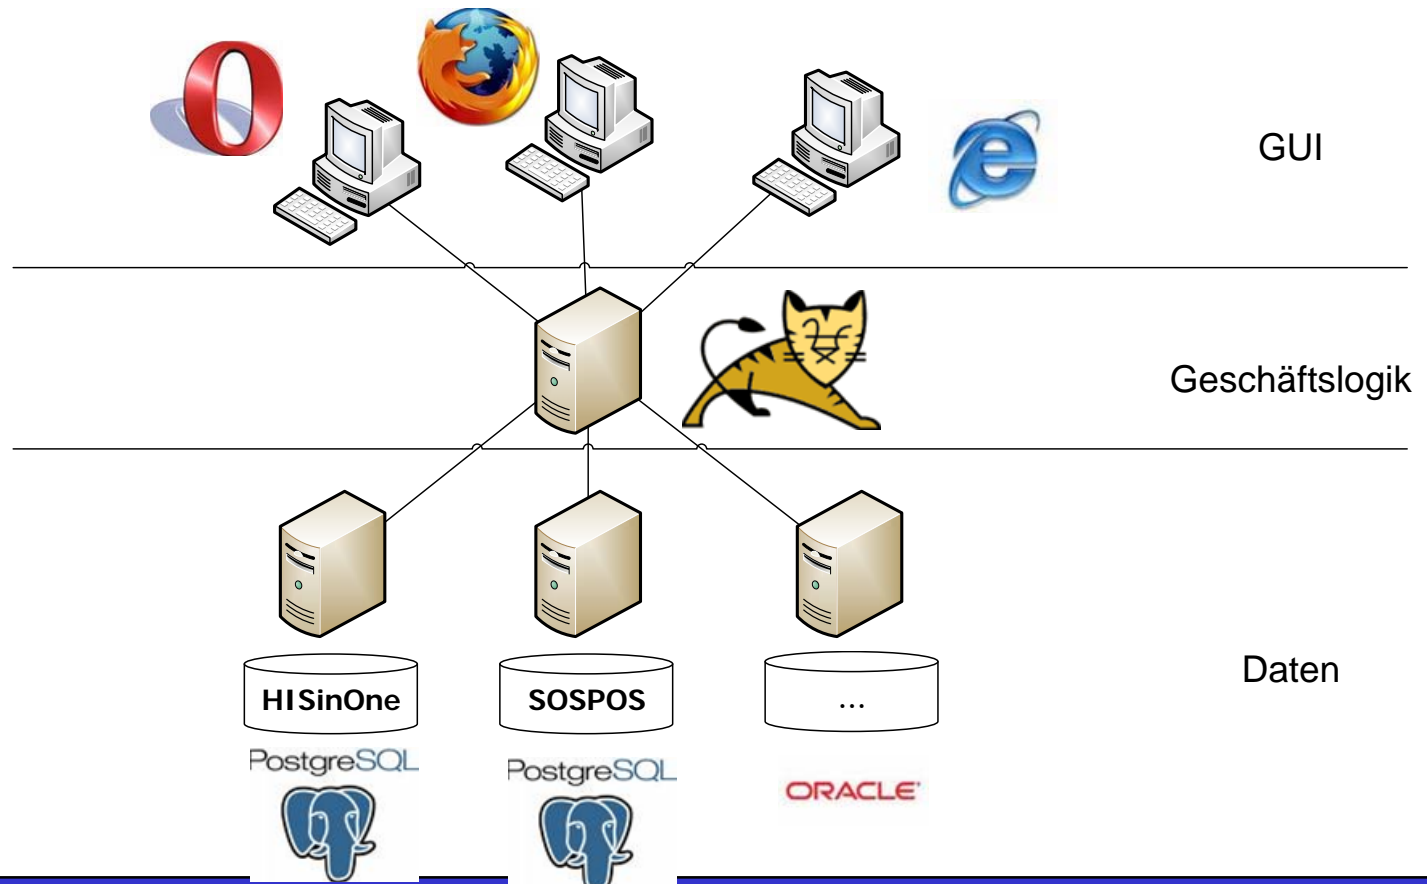 GUI
Geschäftslogik
Daten
HISinOne
SOSPOS
...
PostgreSQL
PostgreSQL
ORACLE